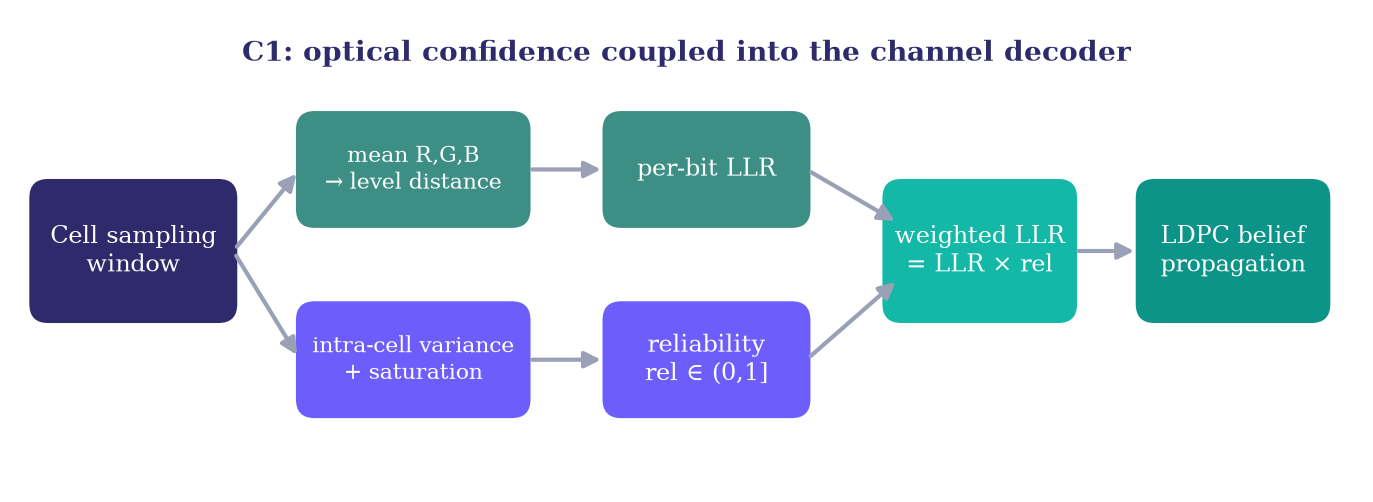 C1: optical confidence coupled into the channel decoder
Cell sampling
window
mean R,G,B
→ level distance
per-bit LLR
intra-cell variance
+ saturation
reliability
rel ∈ (0,1]
weighted LLR
= LLR × rel
LDPC belief
propagation